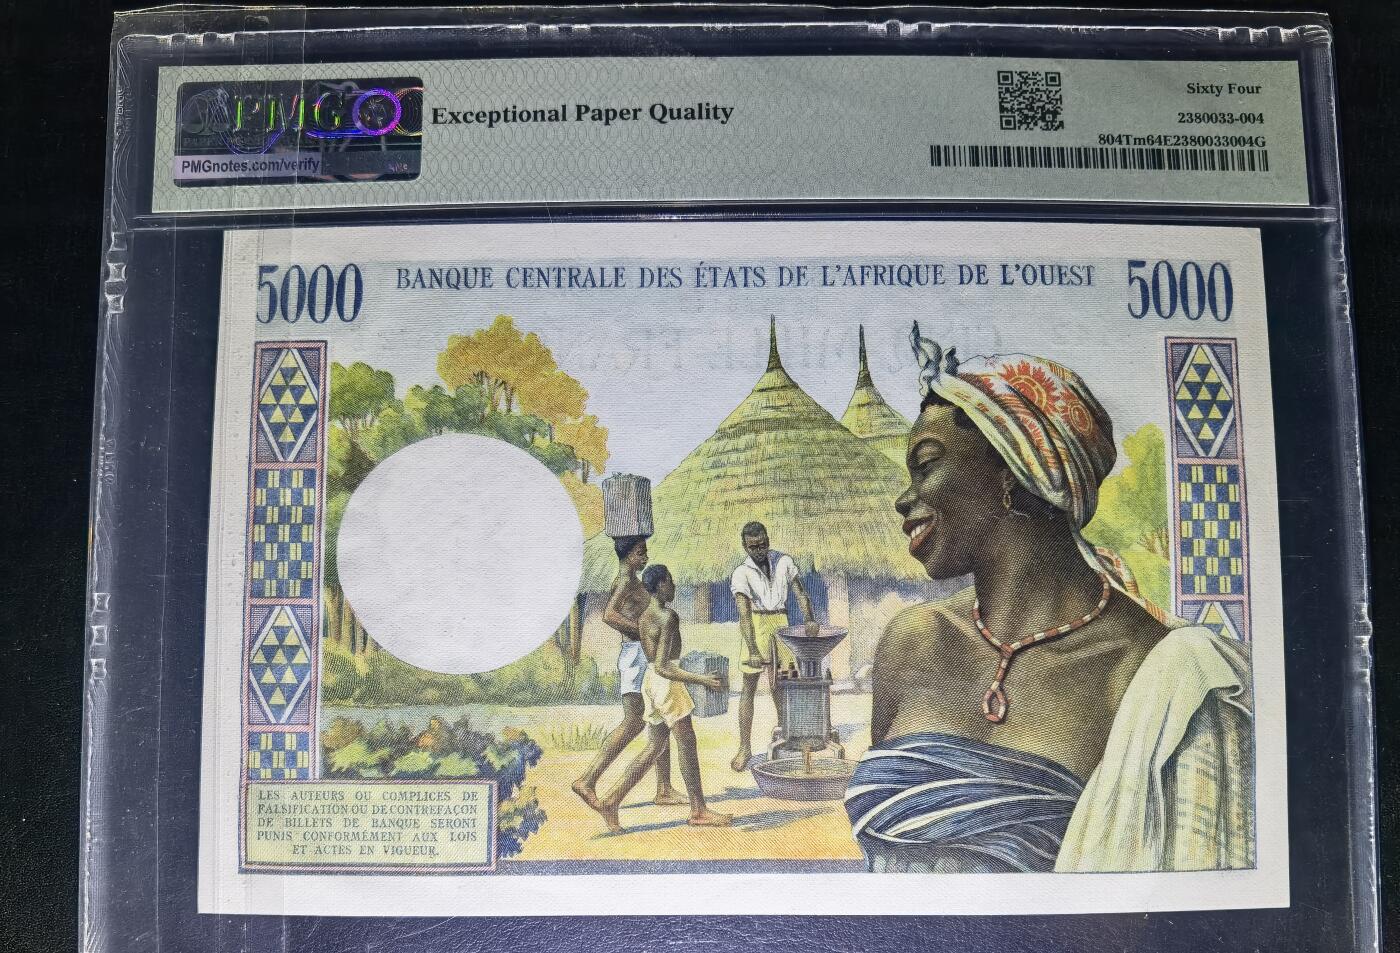 PMG
PMGnotes.com/verify
Exceptional Paper Quality
Sixty Four
2380033-004
804Tm64E2380033004G
5000
BANQUE CENTRALE DES ÉTATS DE L'AFRIQUE DE L'OUEST
5000
LES AUTEURS OU COMPLICES DE
FALSIFICATION OU DE CONTREFAÇON
DE BILLETS DE BANQUE SERONT
PUNIS CONFORMÉMENT AUX LOIS
ET ACTES EN VIGUEUR.